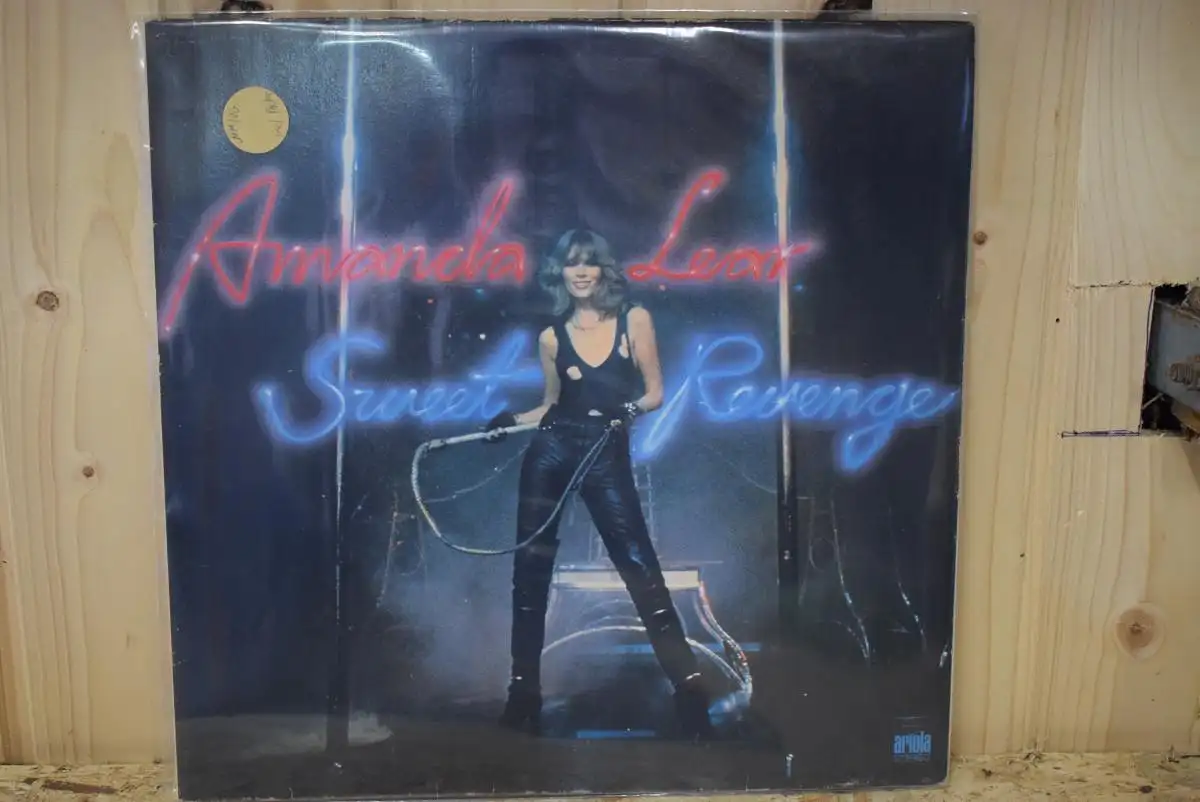 Amanda Lear
Sweet Revenge
ariola